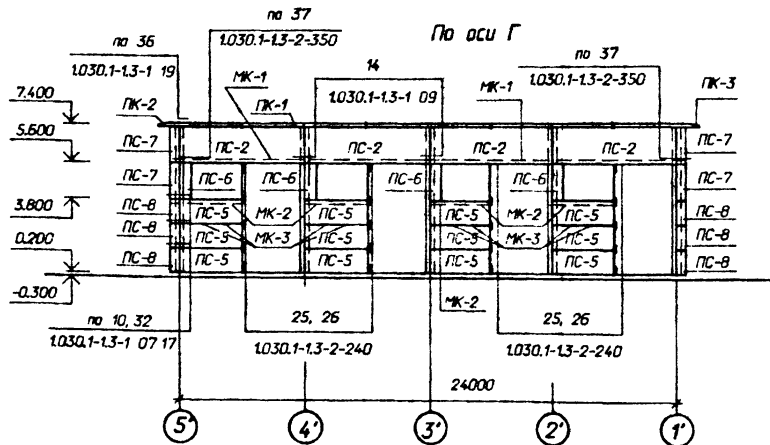 По оси Г
по 36
1.030.1-1.3-1 19
по 37
1.030.1-1.3-2-350
МК-1
ПК-1
14
1.030.1-1.3-1 09
МК-1
по 37
1.030.1-1.3-2-350
ПК-3
7.400
ПК-2
5.600
3.800
0.200
-0.300
ПС-7
ПС-2
ПС-2
ПС-2
ПС-2
ПС-7
ПС-7
ПС-6
ПС-6
ПС-6
ПС-6
ПС-7
ПС-8
ПС-5
МК-2
ПС-5
ПС-5
МК-2
ПС-5
ПС-8
ПС-8
ПС-5
МК-3
ПС-5
ПС-5
МК-3
ПС-5
ПС-8
ПС-8
ПС-5
ПС-5
ПС-5
ПС-5
ПС-8
МК-2
по 10, 32
1.030.1-1.3-1 07 17
25, 26
1.030.1-1.3-2-240
25, 26
1.030.1-1.3-2-240
24000
5' 4' 3' 2' 1'